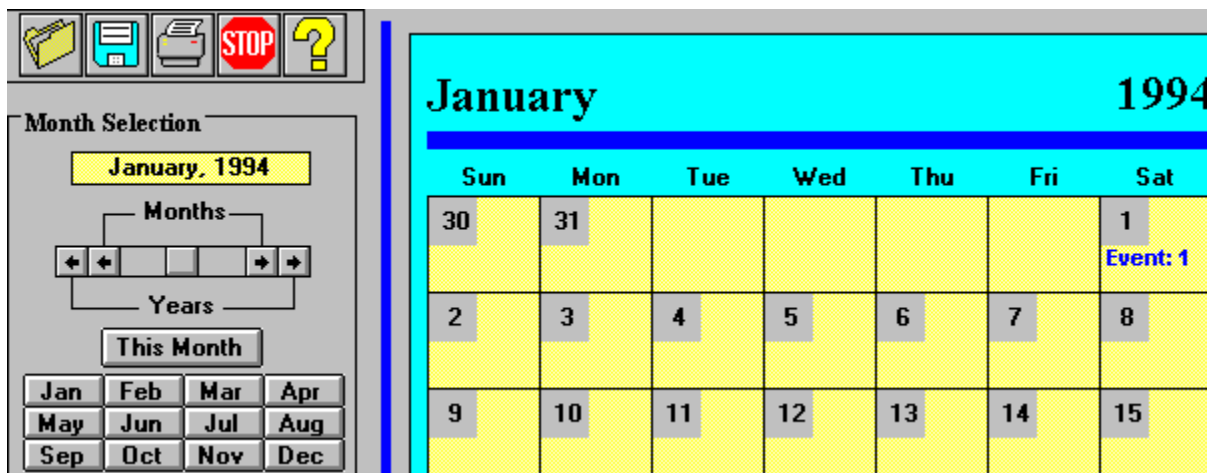 STOP ?
Month Selection
January, 1994
Months
Years
This Month
Jan Feb Mar Apr
May Jun Jul Aug
Sep Oct Nov Dec
January 1994
Sun Mon Tue Wed Thu Fri Sat
30 31 1
Event: 1
2 3 4 5 6 7 8
9 10 11 12 13 14 15